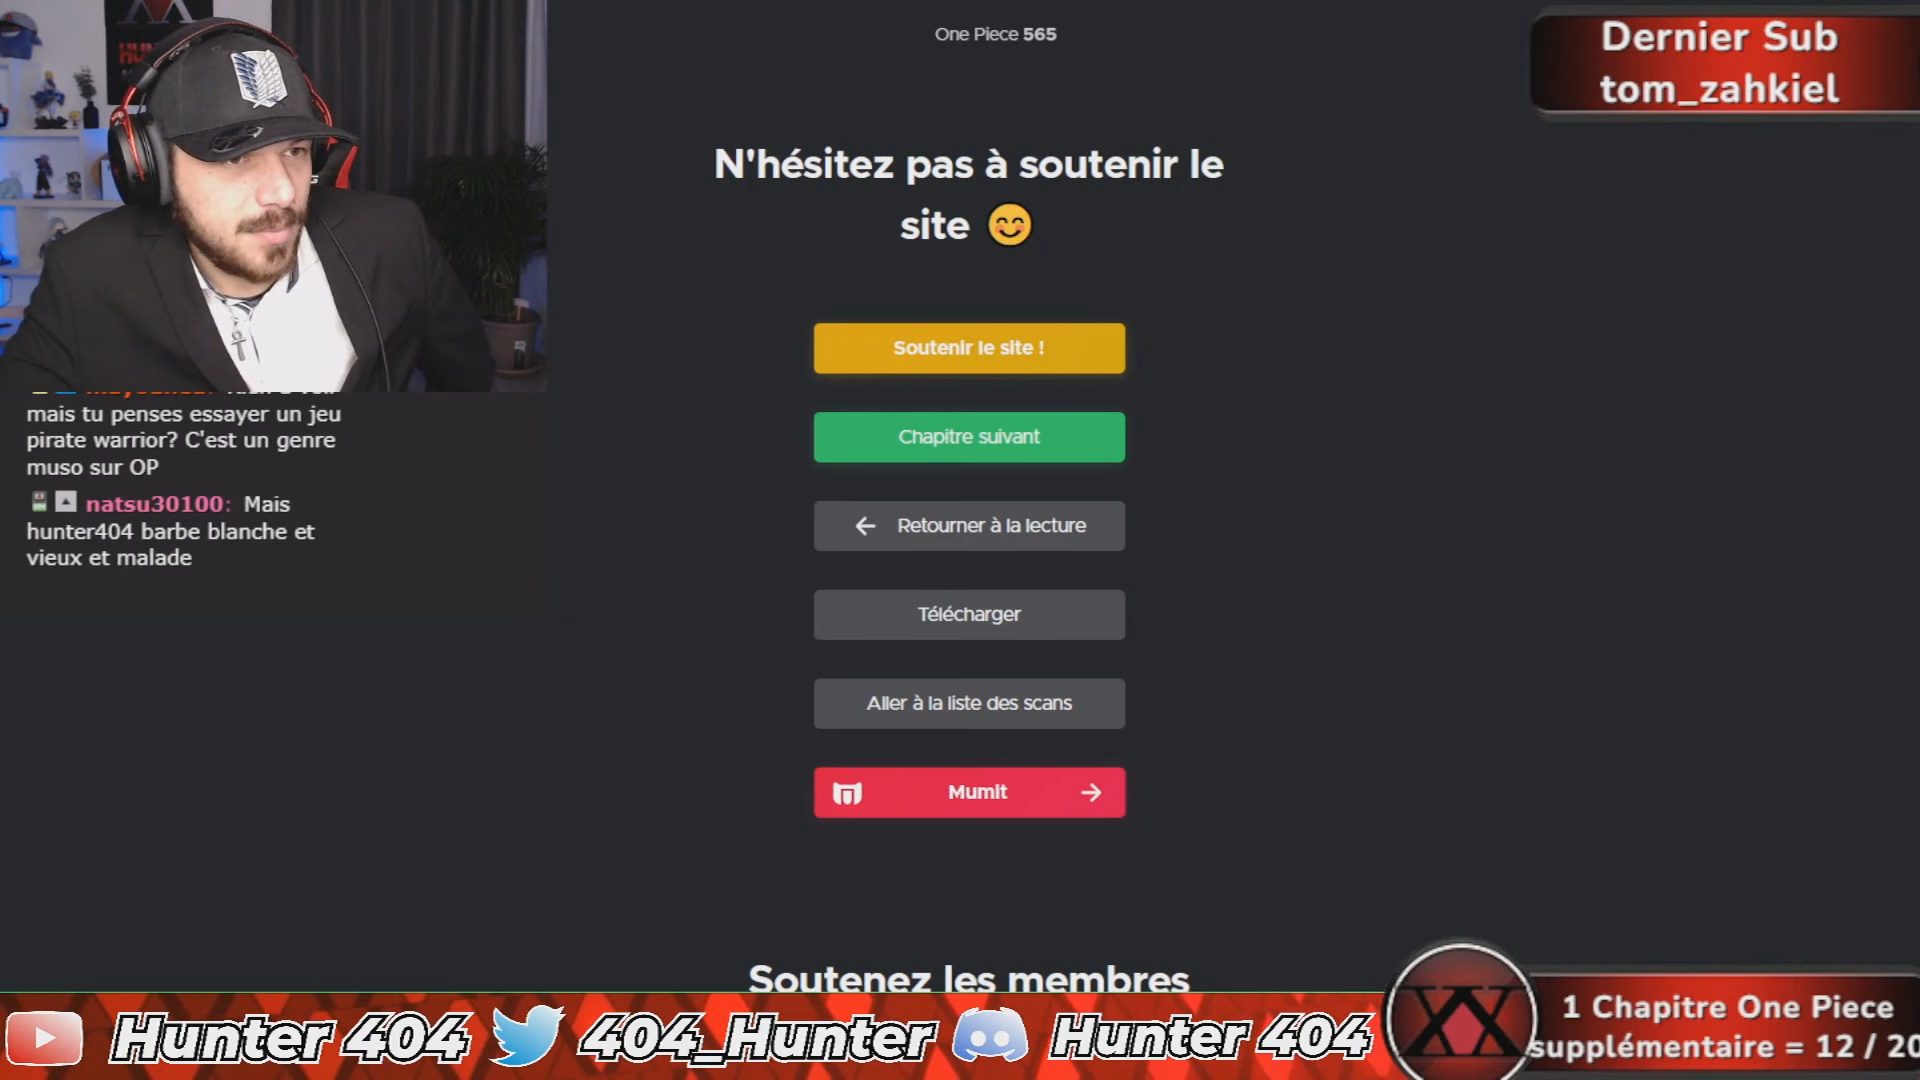 One Piece 565
Dernier Sub
tom_zahkiel
N'hésitez pas à soutenir le
site 😊
Soutenir le site !
Chapitre suivant
Retourner à la lecture
Télécharger
Aller à la liste des scans
Mumit
Soutenez les membres
mais tu penses essayer un jeu
pirate warrior? C'est un genre
muso sur OP
natsu30100: Mais
hunter404 barbe blanche et
vieux et malade
Hunter 404
404_Hunter
Hunter 404
1 Chapitre One Piece
supplémentaire = 12 / 20